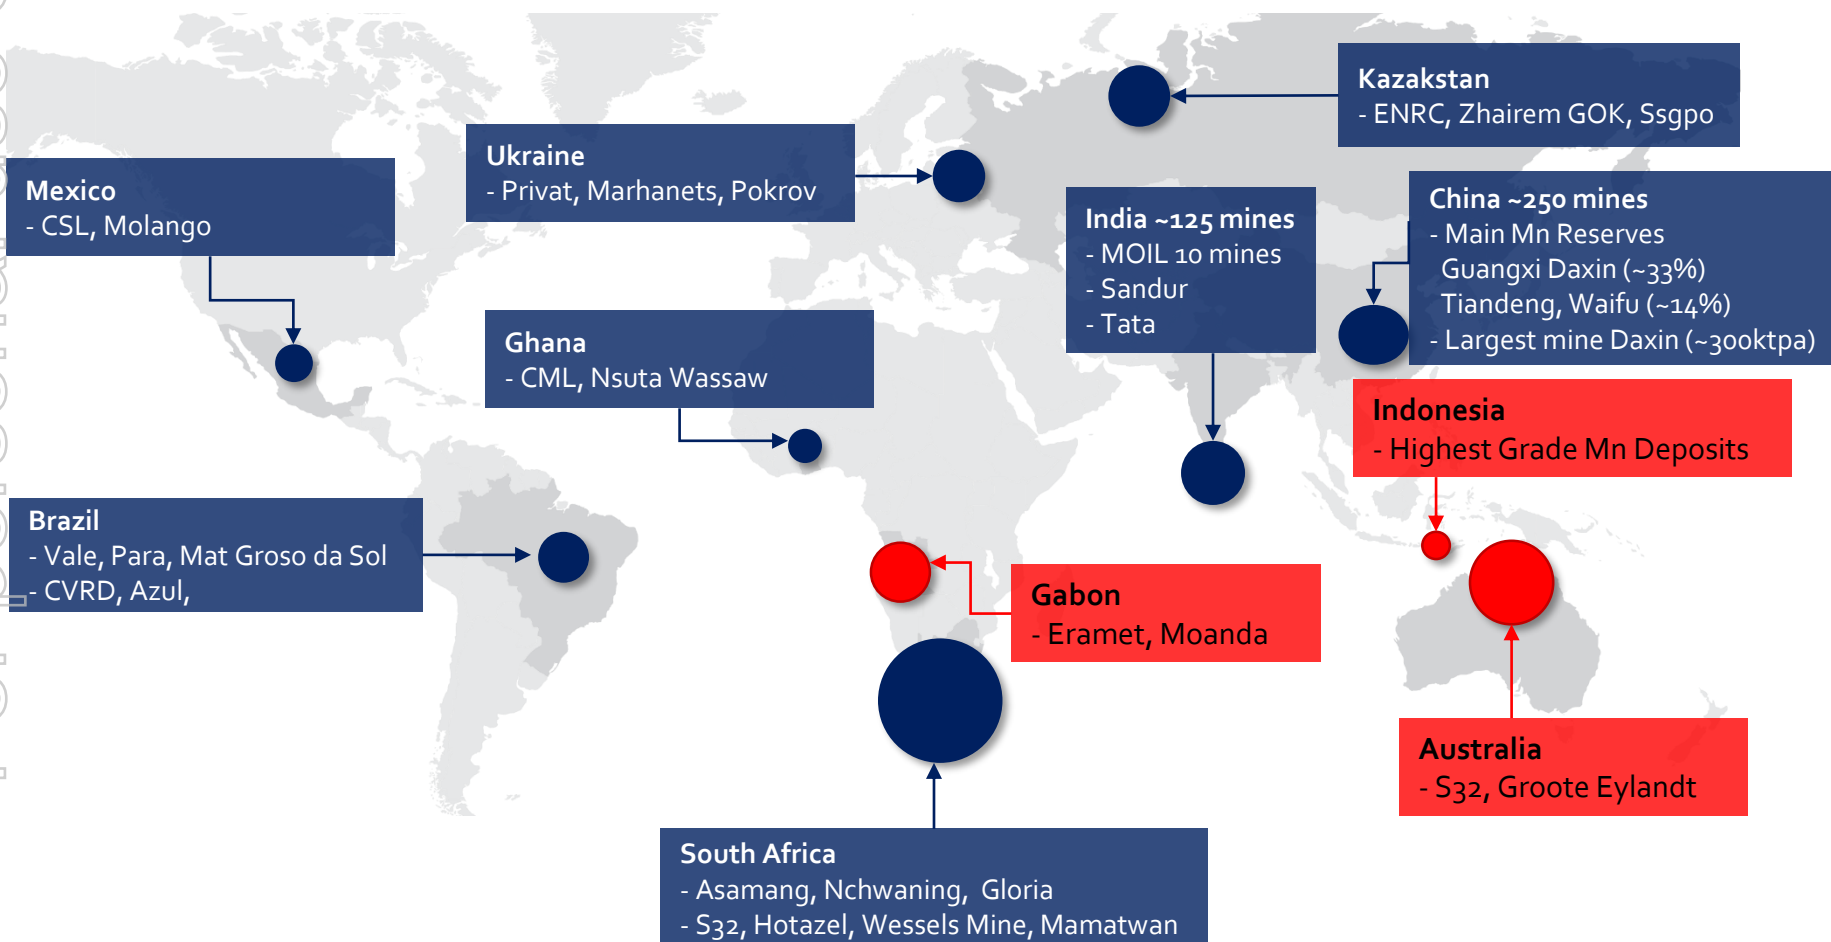 Kazakstan
- ENRC, Zhairem GOK, Ssgpo
Ukraine
- Privat, Marhanets, Pokrov
Mexico
- CSL, Molango
India ~125 mines
- MOIL 10 mines
- Sandur
- Tata
China ~250 mines
- Main Mn Reserves
Guangxi Daxin (~33%)
Tiandeng, Waifu (~14%)
- Largest mine Daxin (~300ktpa)
Ghana
- CML, Nsuta Wassaw
Indonesia
- Highest Grade Mn Deposits
Brazil
- Vale, Para, Mat Groso da Sol
- CVRD, Azul,
Gabon
- Eramet, Moanda
Australia
- S32, Groote Eylandt
South Africa
- Asamang, Nchwaning, Gloria
- S32, Hotazel, Wessels Mine, Mamatwan